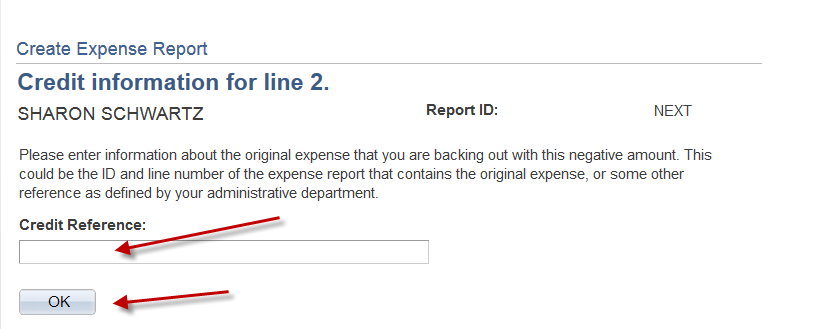 Create Expense Report
Credit information for line 2.
SHARON SCHWARTZ Report ID: NEXT
Please enter information about the original expense that you are backing out with this negative amount. This
could be the ID and line number of the expense report that contains the original expense, or some other
reference as defined by your administrative department.
Credit Reference:
OK